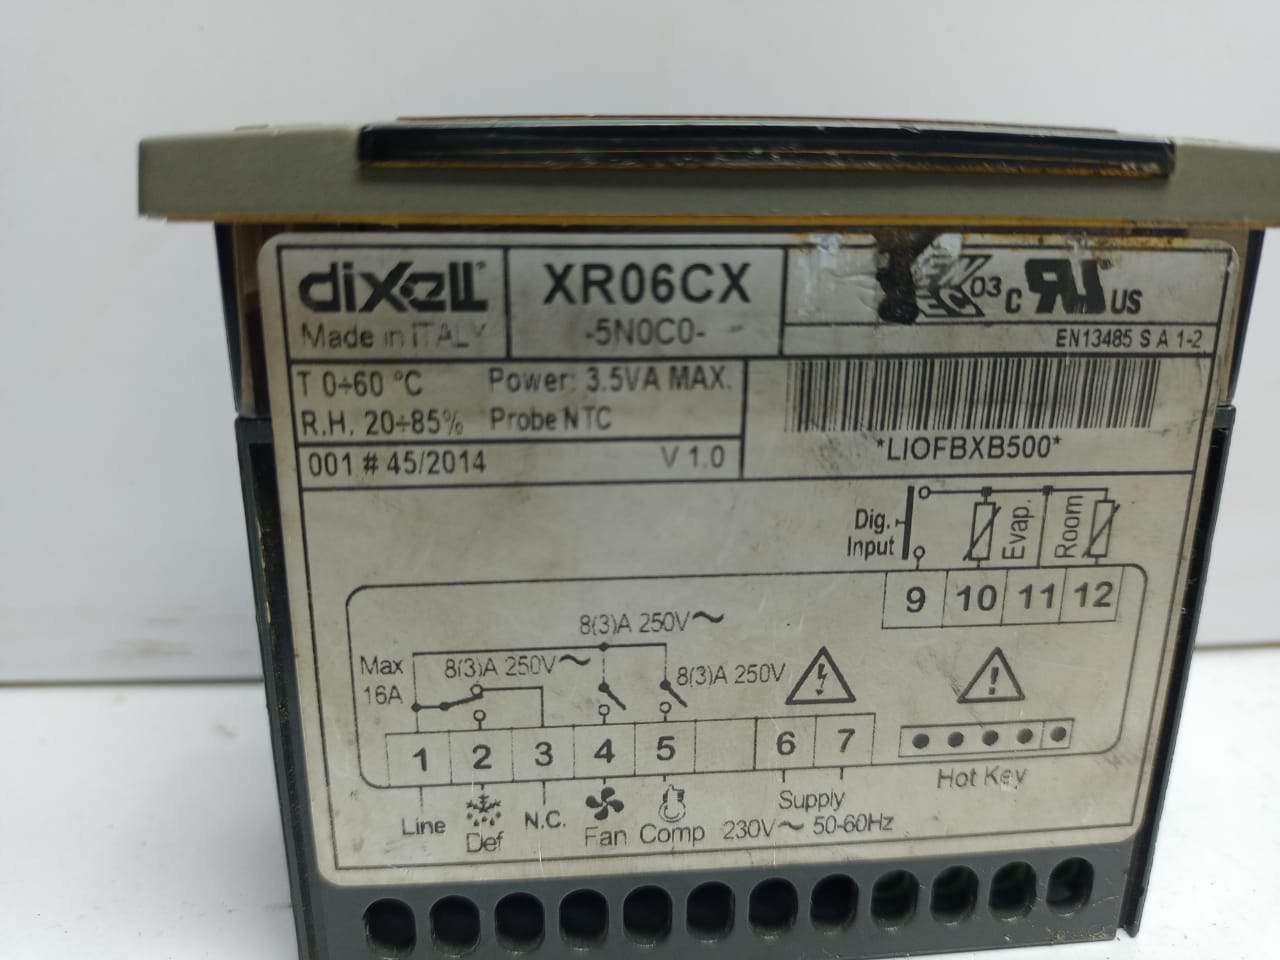 dixell
XR06CX
Made in ITALY
-5N0C0-
03
C
US
EN13485 S A 1-2
T 0÷60 °C
Power: 3.5VA MAX.
R.H. 20÷85%
Probe NTC
001 # 45/2014
V 1.0
*LIOFBXB500*
Dig.
Input
Evap.
Room
9 10 11 12
8(3)A 250V~
Max
16A
8(3)A 250V~
8(3)A 250V
1 2 3 4 5 6 7
Line
Def
N.C.
Fan
Comp
Supply
230V~ 50-60Hz
Hot Key